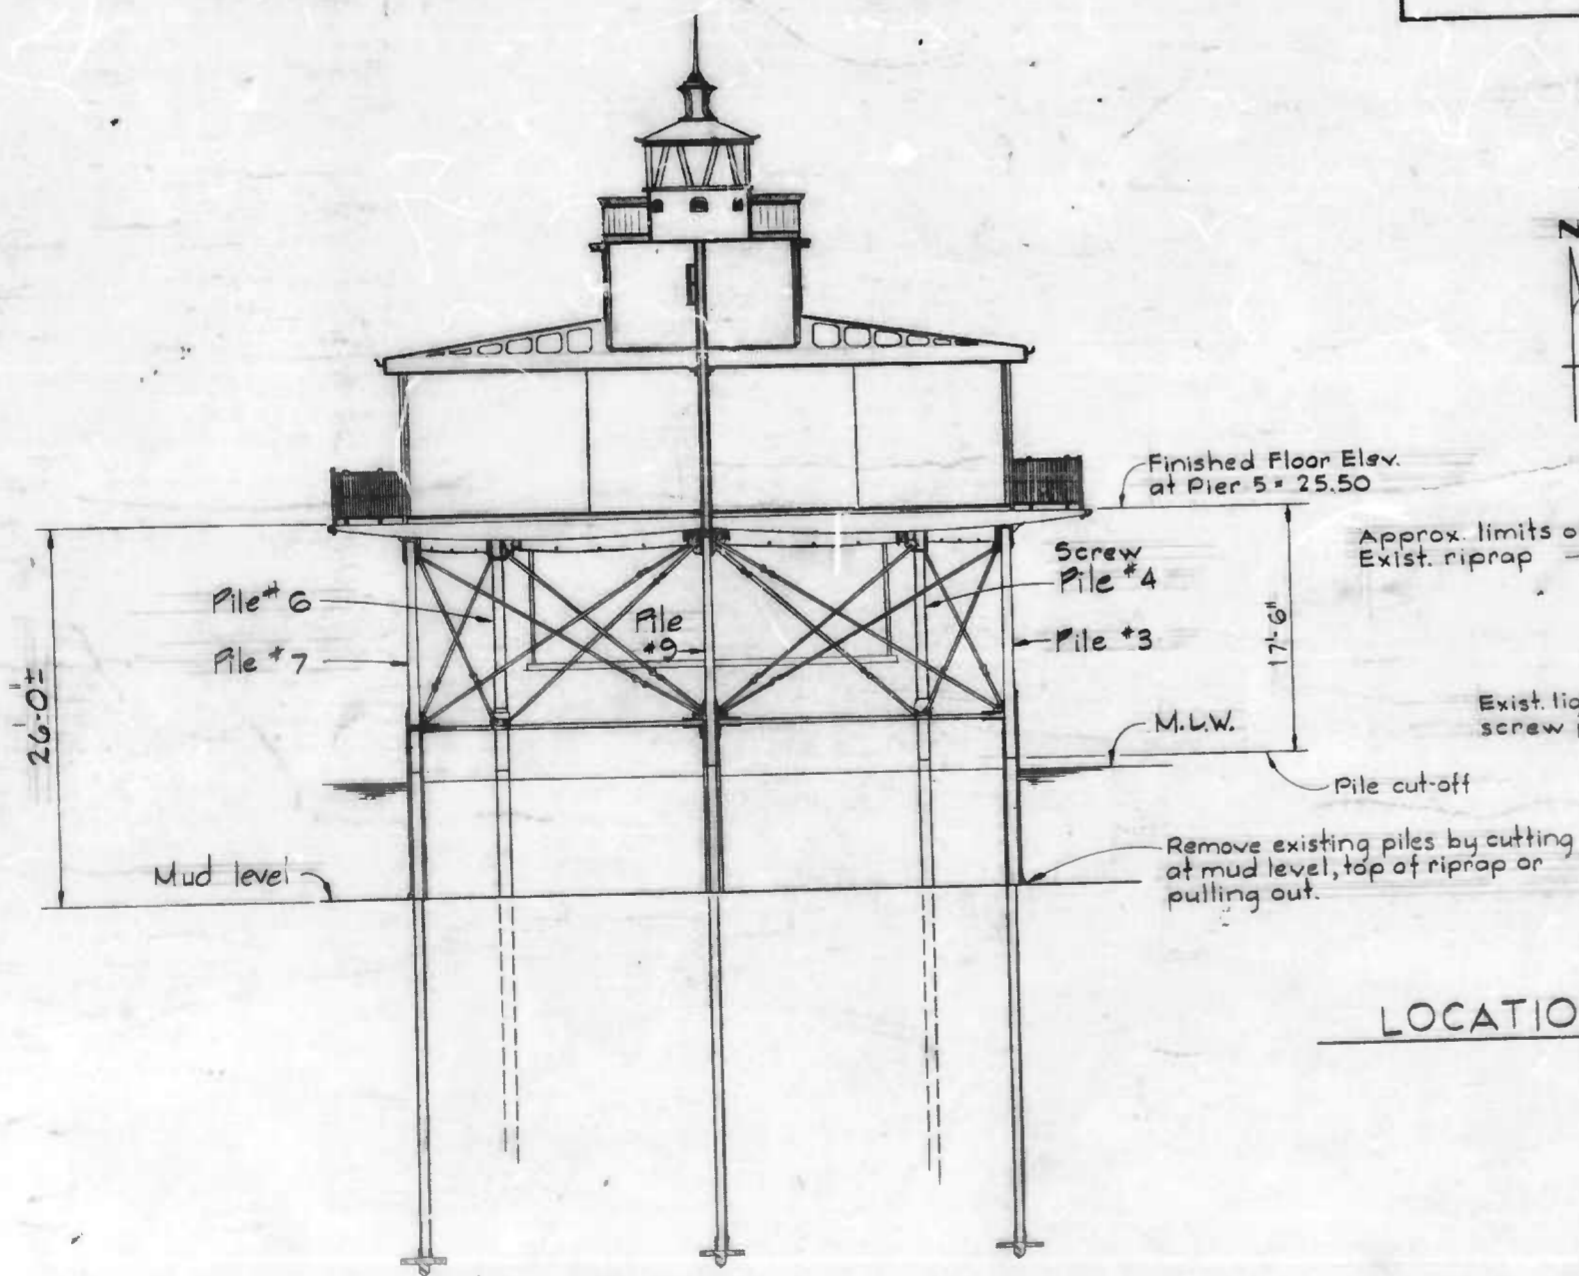 N
Finished Floor Elev.
at Pier 5 = 25.50
Approx. limits o
Exist. riprap
Screw
Pile #4
Pile #6
Pile
#9
Pile #3
Pile #7
17'-6"
26'-0"±
Exist. 
screw
M.L.W.
Pile cut-off
Remove existing piles by cutting
at mud level, top of riprap or
pulling out.
Mud level
LOCATIO